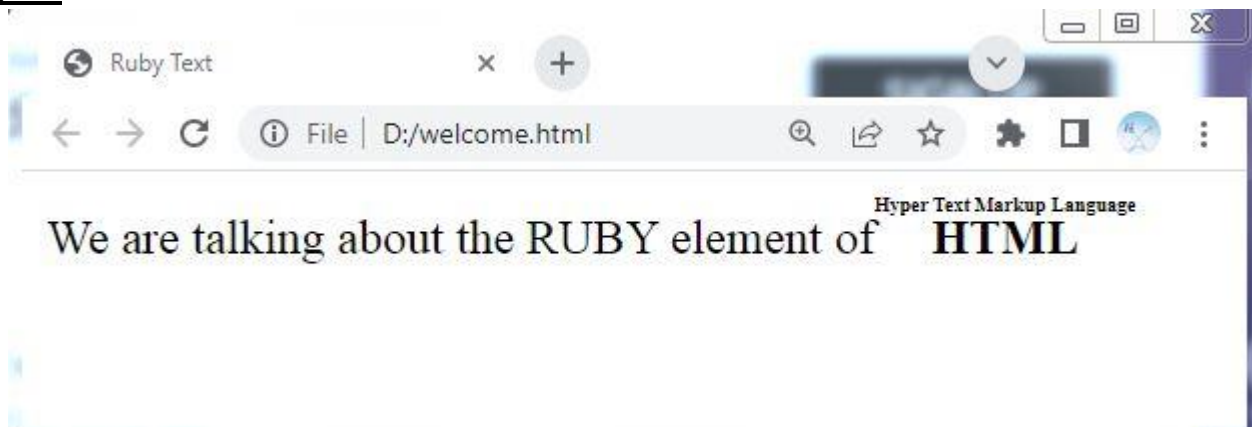 Ruby Text
File D:/welcome.html
Hyper Text Markup Language
We are talking about the RUBY element of HTML